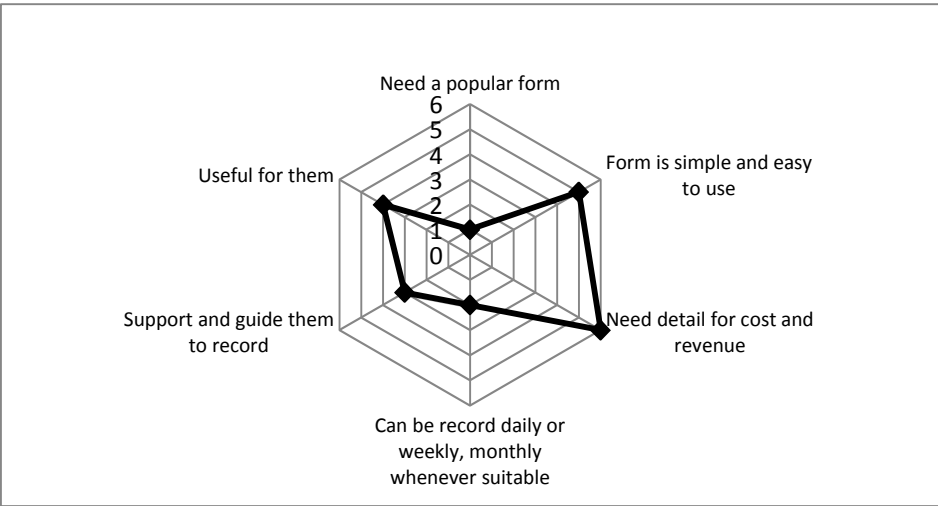 Need a popular form
6
5
4
3
2
1
0
Form is simple and easy
to use
Need detail for cost and
revenue
Can be record daily or
weekly, monthly
whenever suitable
Support and guide them
to record
Useful for them